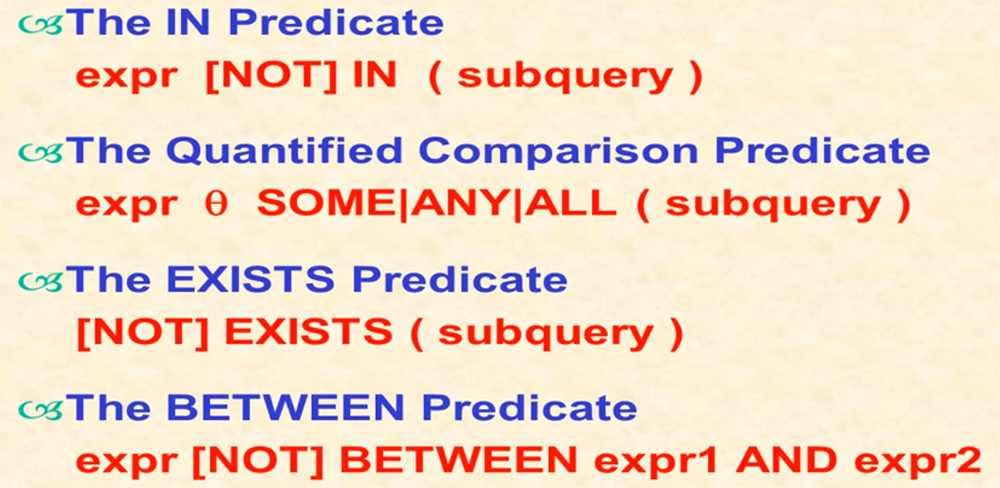 The IN Predicate
expr [NOT] IN ( subquery )
The Quantified Comparison Predicate
expr θ SOME|ANY|ALL ( subquery )
The EXISTS Predicate
[NOT] EXISTS ( subquery )
The BETWEEN Predicate
expr [NOT] BETWEEN expr1 AND expr2